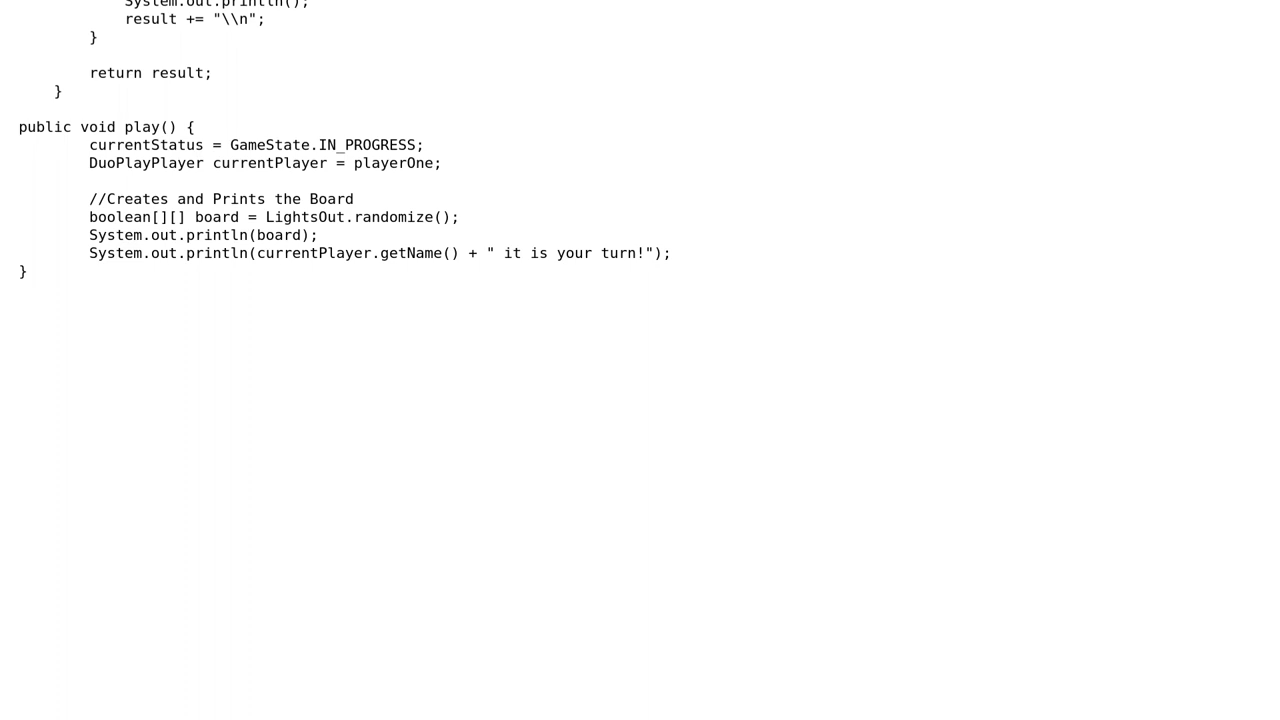 System.out.println();
result += "\\n";
}
return result;
}
public void play() {
currentStatus = GameState.IN_PROGRESS;
DuoPlayPlayer currentPlayer = playerOne;
//Creates and Prints the Board
boolean[][] board = LightsOut.randomize();
System.out.println(board);
System.out.println(currentPlayer.getName() + " it is your turn!");
}